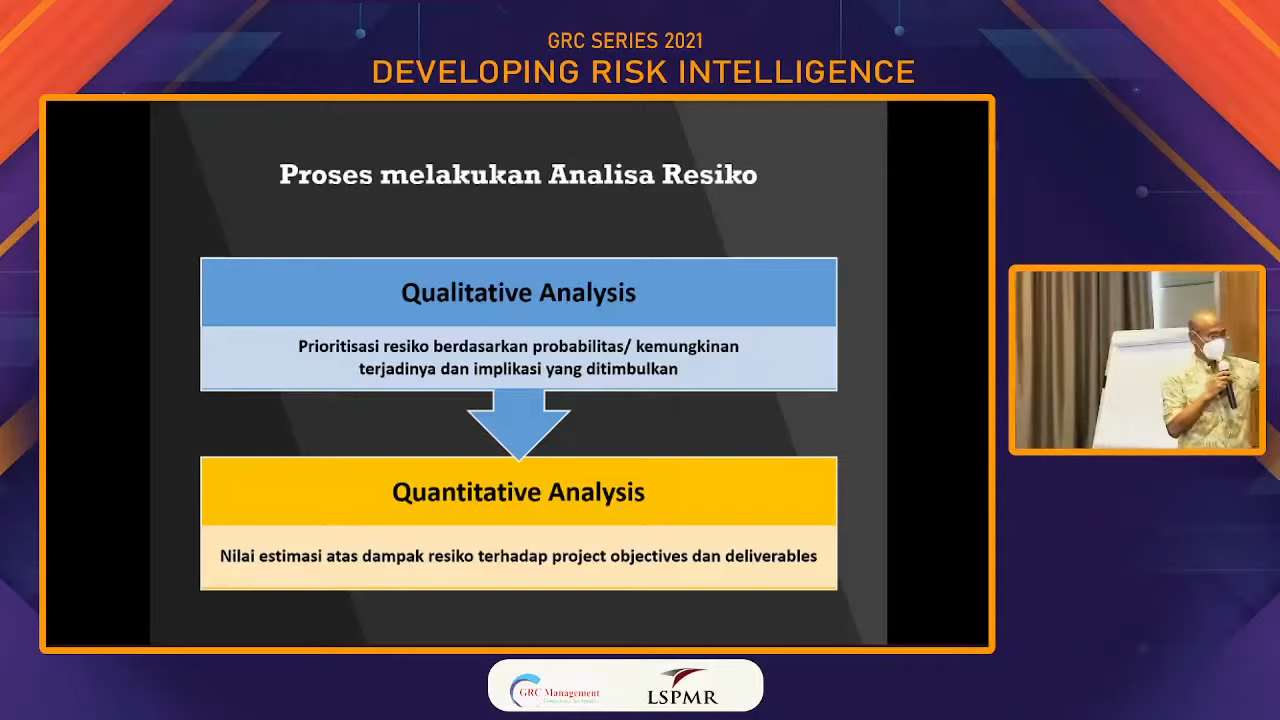 GRC SERIES 2021
DEVELOPING RISK INTELLIGENCE
Proses melakukan Analisa Resiko
Qualitative Analysis
Prioritisasi resiko berdasarkan probabilitas/ kemungkinan
terjadinya dan implikasi yang ditimbulkan
Quantitative Analysis
Nilai estimasi atas dampak resiko terhadap project objectives dan deliverables
GRC Management
LSPMR